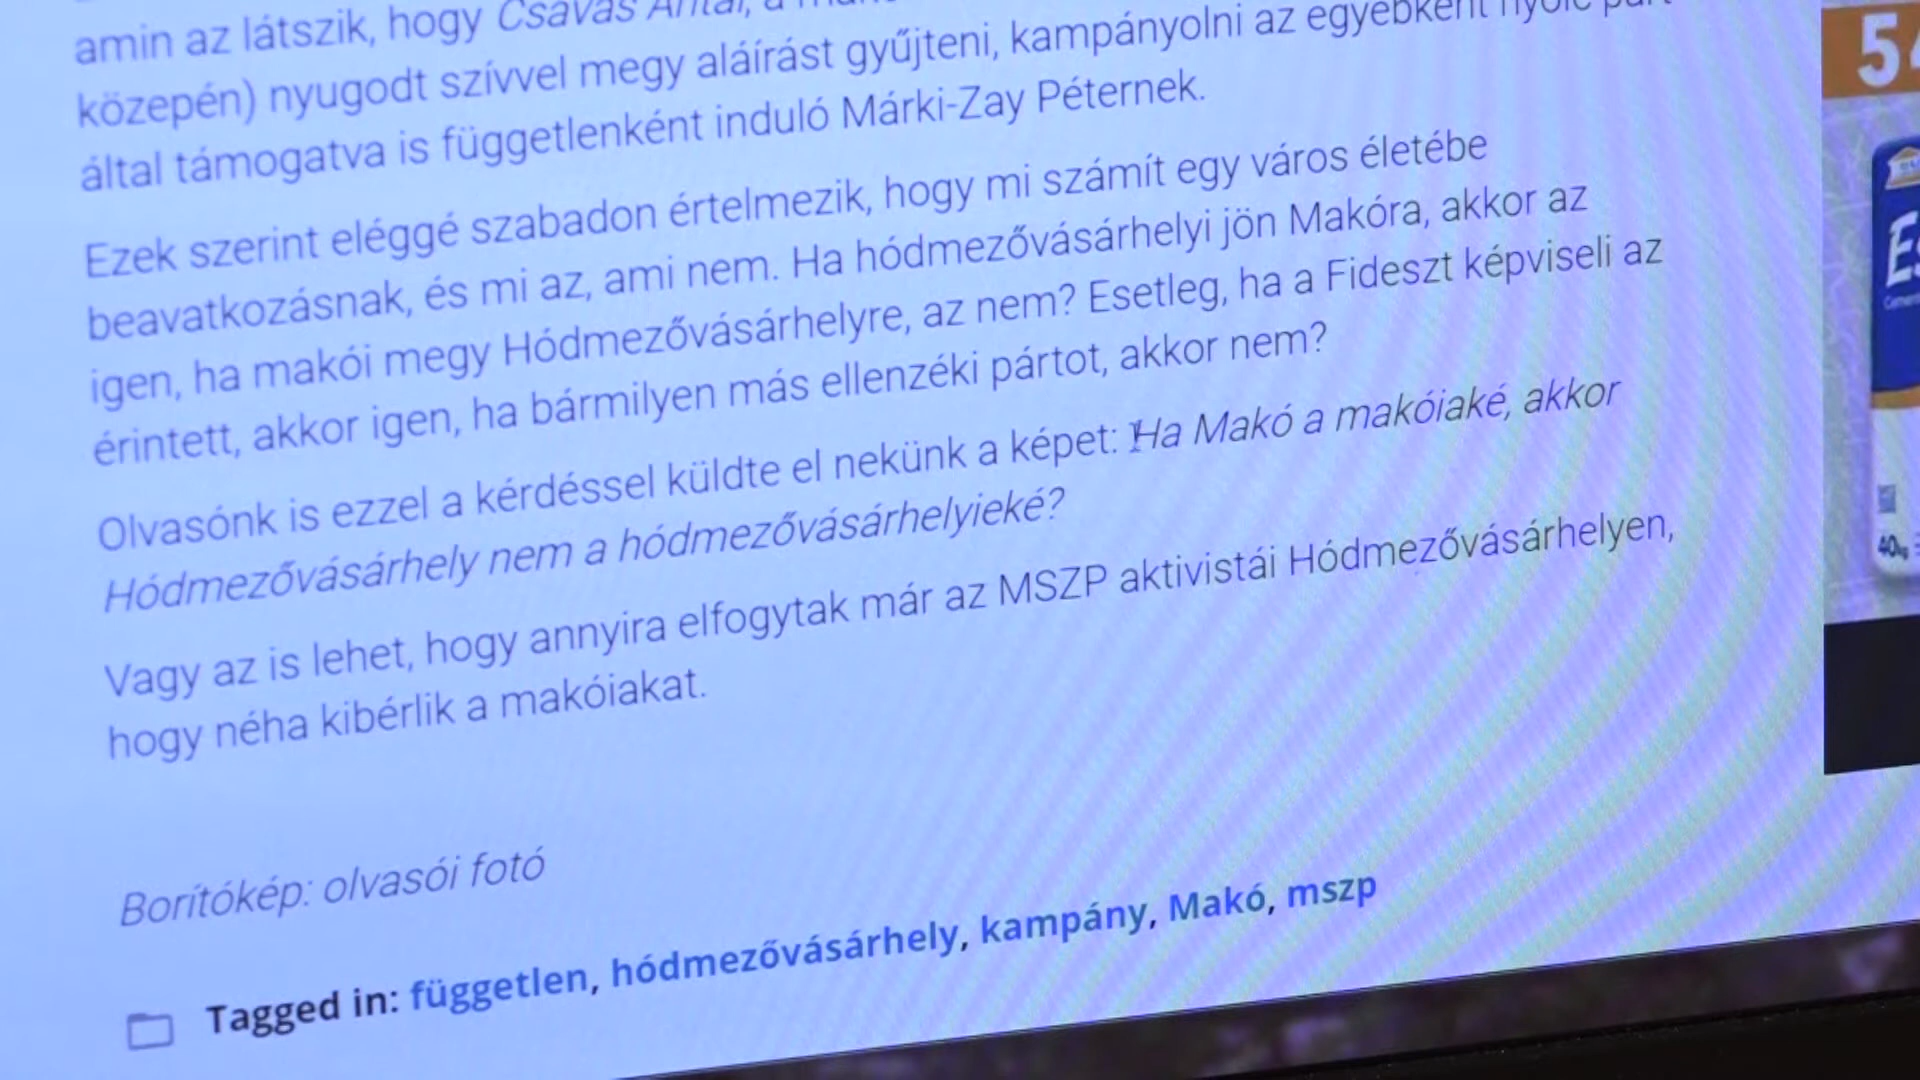 amin az látszik, hogy Csavas Antal, a
közepén) nyugodt szívvel megy aláírást gyűjteni, kampányolni az egyébként nyolc párt
által támogatva is függetlenként induló Márki-Zay Péternek.
Ezek szerint eléggé szabadon értelmezik, hogy mi számít egy város életébe
beavatkozásnak, és mi az, ami nem. Ha hódmezővásárhelyi jön Makóra, akkor az
igen, ha makói megy Hódmezővásárhelyre, az nem? Esetleg, ha a Fideszt képviseli az
érintett, akkor igen, ha bármilyen más ellenzéki pártot, akkor nem?
Olvasónk is ezzel a kérdéssel küldte el nekünk a képet: Ha Makó a makóiaké, akkor
Hódmezővásárhely nem a hódmezővásárhelyieké?
Vagy az is lehet, hogy annyira elfogytak már az MSZP aktivistái Hódmezővásárhelyen,
hogy néha kibérlik a makóiakat.
Borítókép: olvasói fotó
Tagged in: független, hódmezővásárhely, kampány, Makó, mszp
40kg